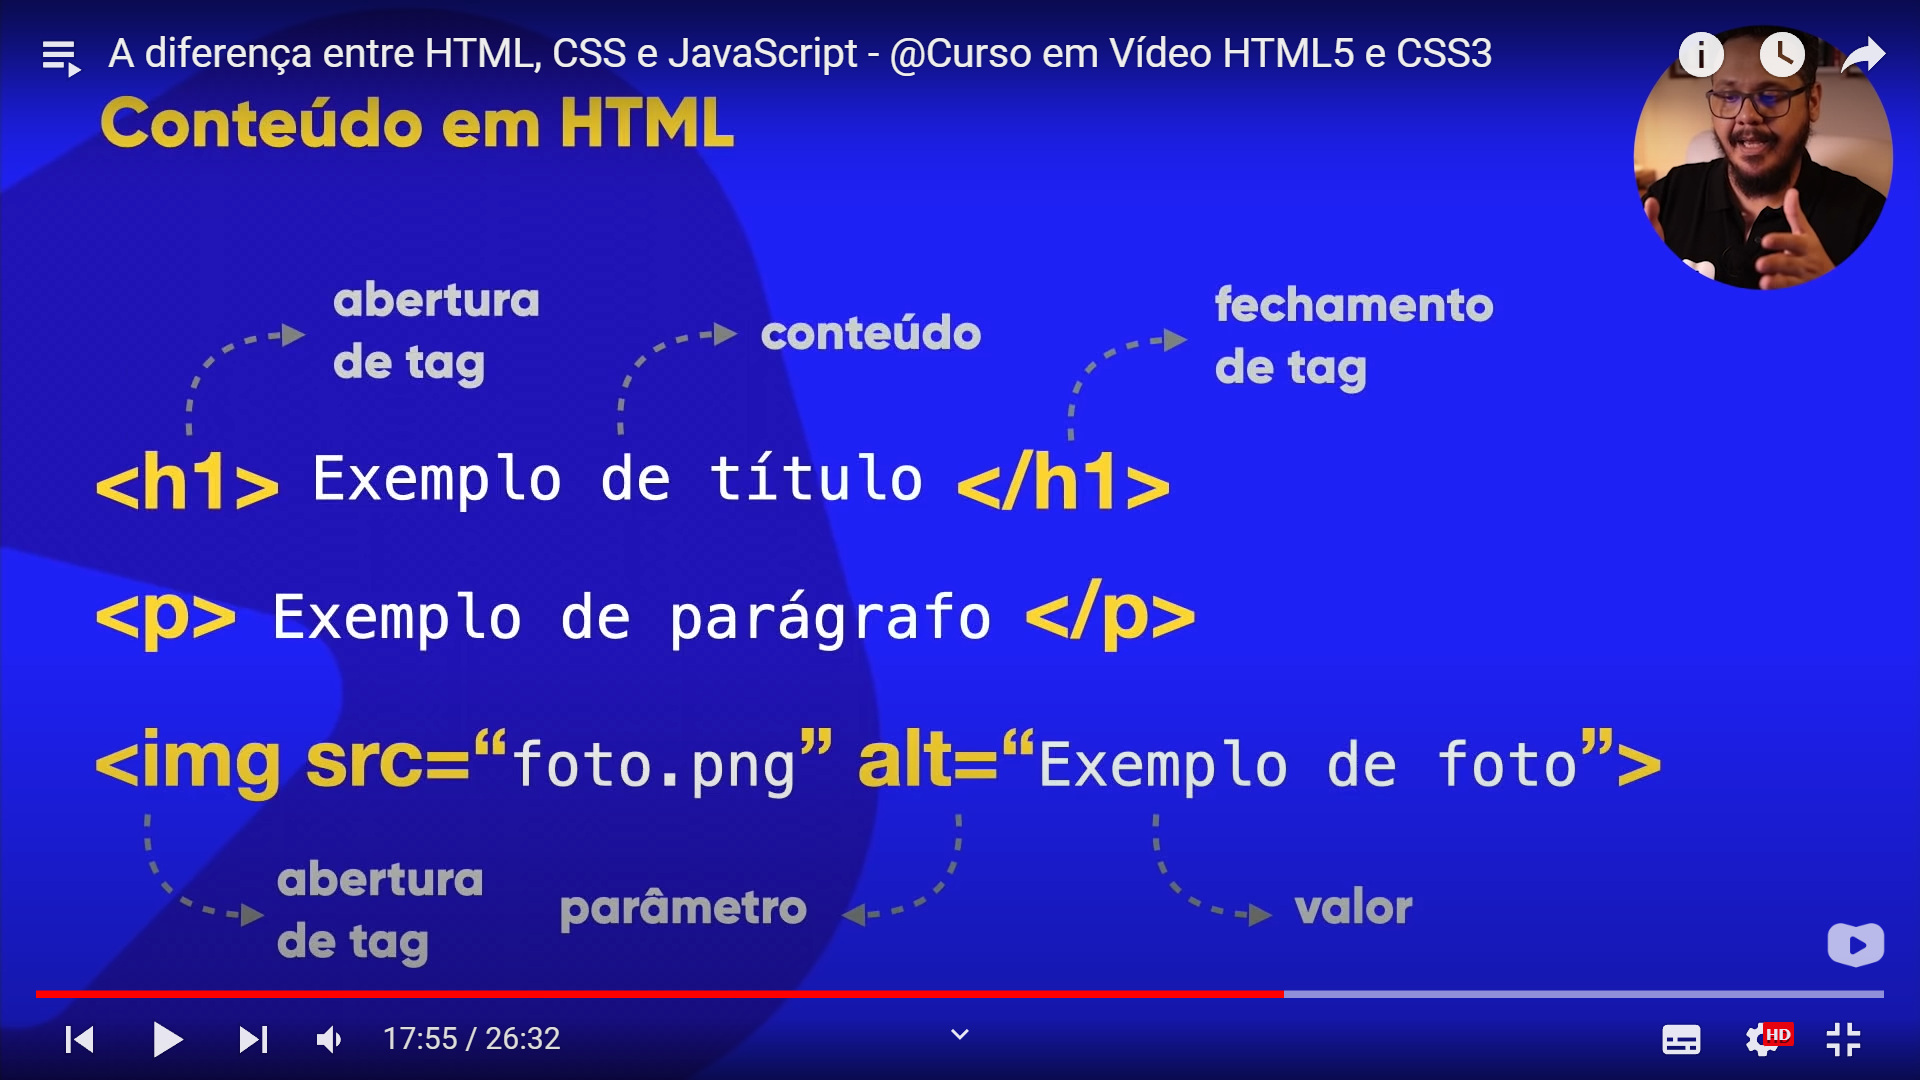 A diferença entre HTML, CSS e JavaScript - @Curso em Vídeo HTML5 e CSS3
Conteúdo em HTML
abertura
de tag
conteúdo
fechamento
de tag
<h1> Exemplo de título </h1>
<p> Exemplo de parágrafo </p>
<img src=“foto.png” alt=“Exemplo de foto”>
abertura
de tag
parâmetro
valor
17:55 / 26:32
HD